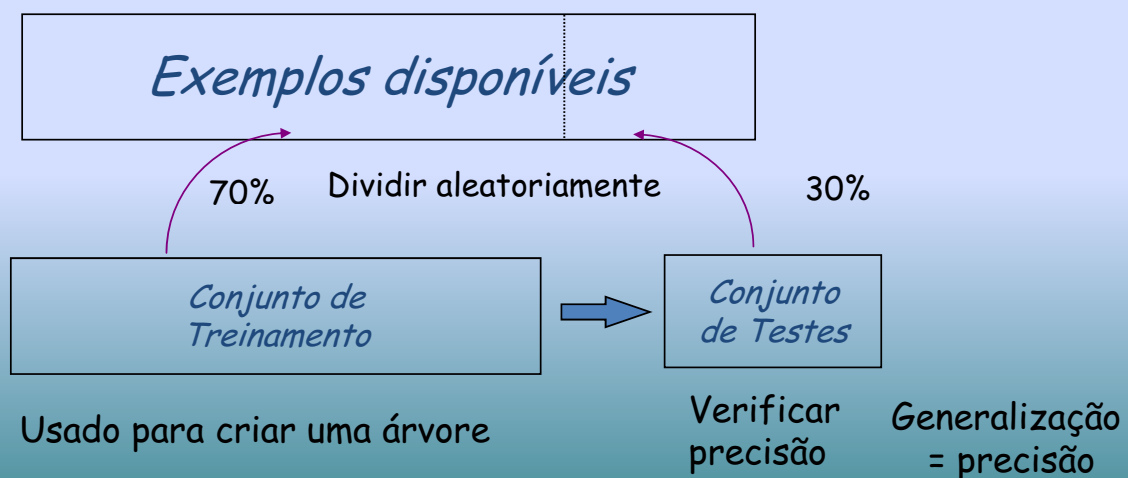 Exemplos disponíveis
70%
Dividir aleatoriamente
30%
Conjunto de
Treinamento
Conjunto
de Testes
Usado para criar uma árvore
Verificar
precisão
Generalização
= precisão